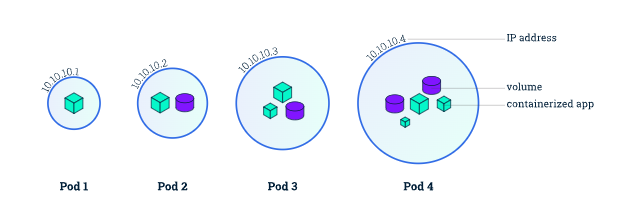 10.10.10.1
10.10.10.2
10.10.10.3
10.10.10.4
IP address
volume
containerized app
Pod 1
Pod 2
Pod 3
Pod 4